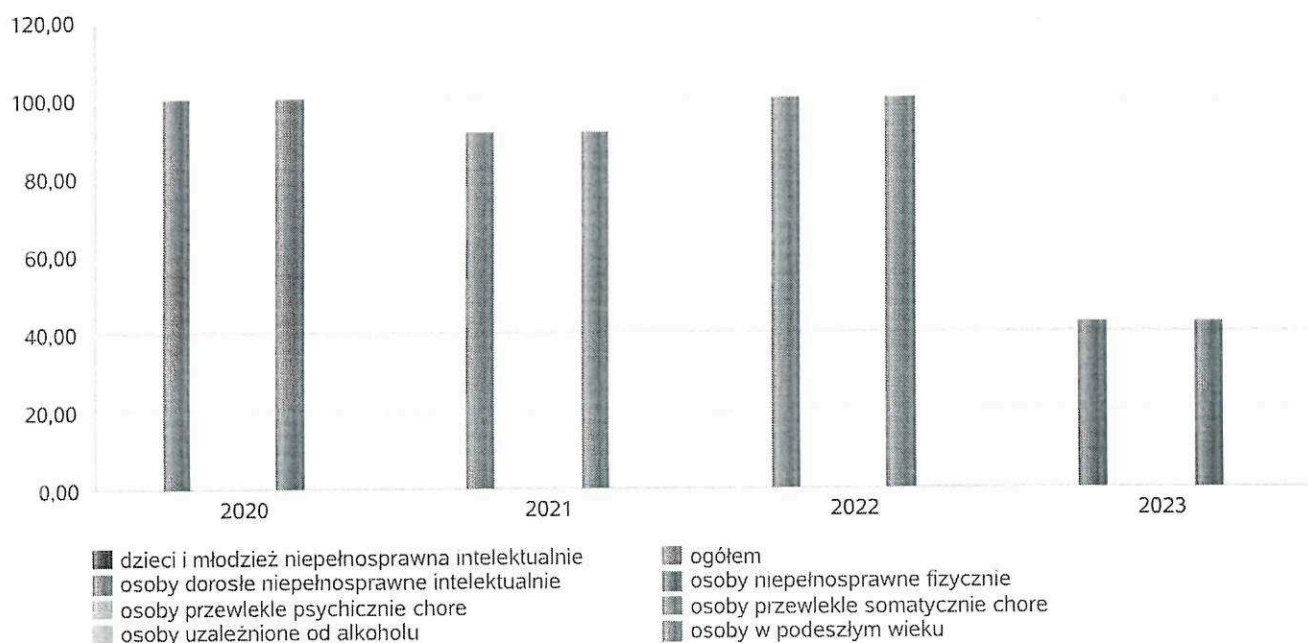 120,00
100,00
80,00
60,00
40,00
20,00
0,00
2020 2021 2022 2023
dzieci i młodzież niepełnosprawna intelektualnie
osoby dorosłe niepełnosprawne intelektualnie
osoby przewlekle psychicznie chore
osoby uzależnione od alkoholu
ogółem
osoby niepełnosprawne fizycznie
osoby przewlekle somatycznie chore
osoby w podeszłym wieku